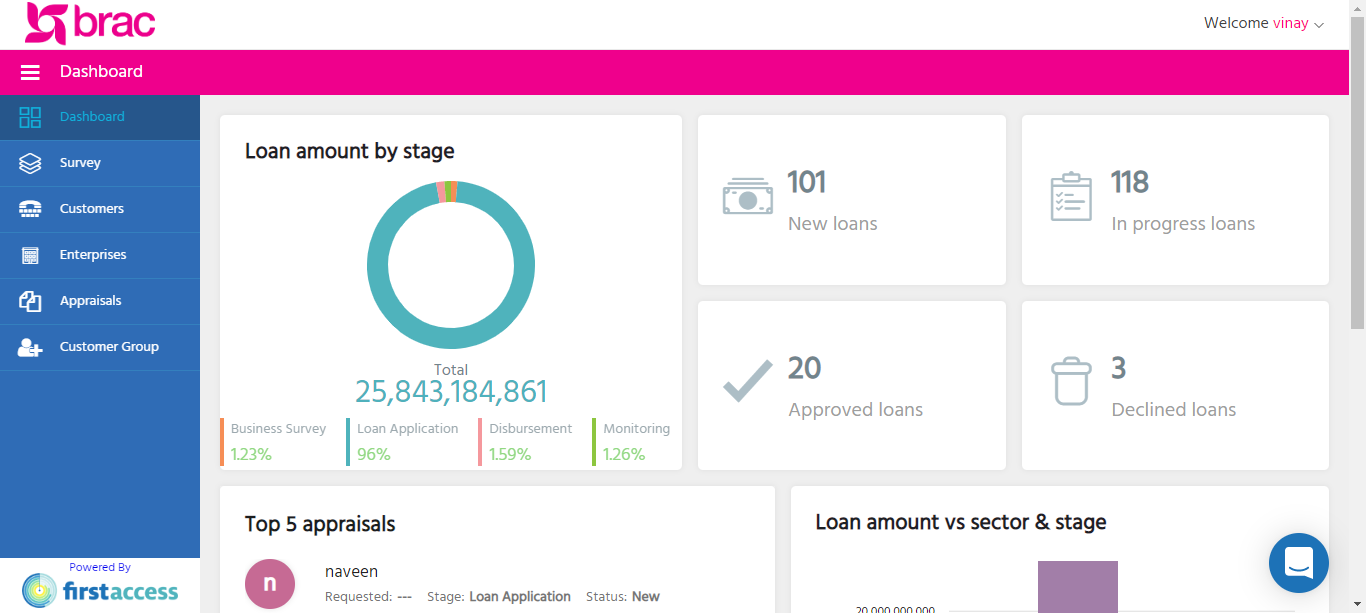 brac
Welcome vinay
Dashboard
Dashboard
Survey
Customers
Enterprises
Appraisals
Customer Group
Powered By
firstaccess
Loan amount by stage
Total
25,843,184,861
Business Survey
1.23%
Loan Application
96%
Disbursement
1.59%
Monitoring
1.26%
101
New loans
118
In progress loans
20
Approved loans
3
Declined loans
Top 5 appraisals
n
naveen
Requested: --- Stage: Loan Application Status: New
Loan amount vs sector & stage
20,000,000,000